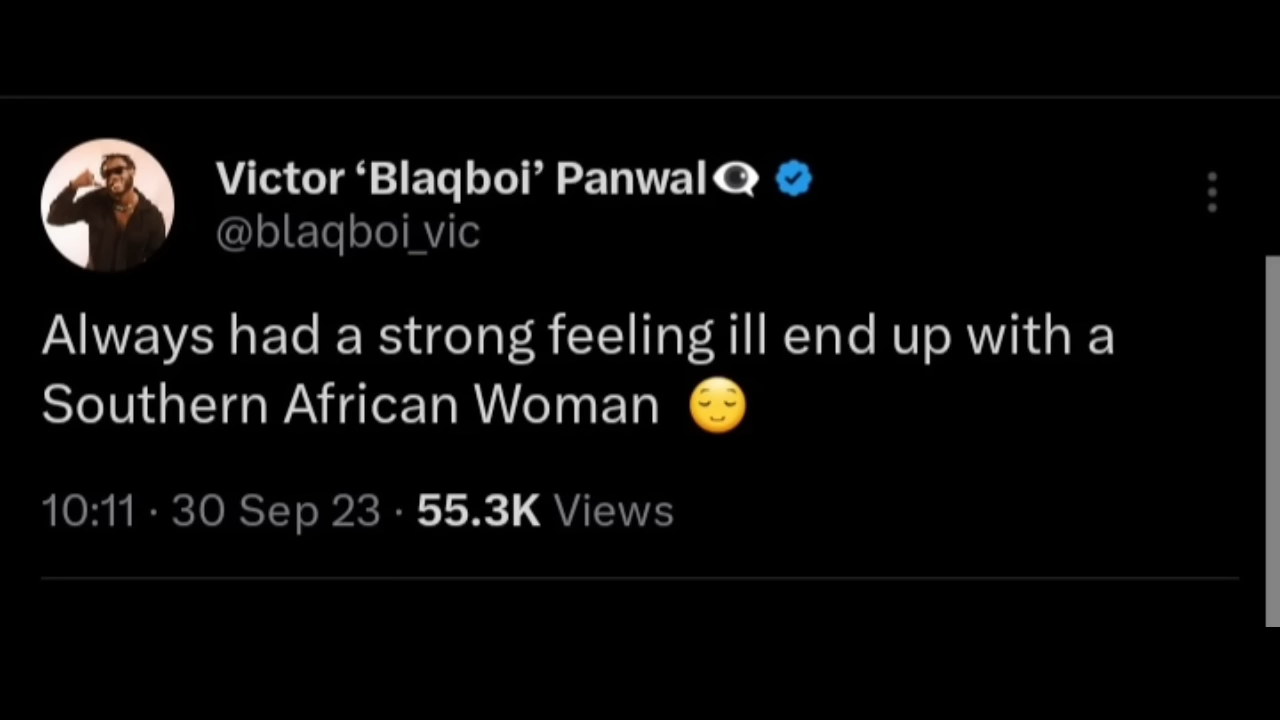 Victor ‘Blaqboi’ Panwal👁️‍🗨️
@blaqboi_vic
Always had a strong feeling ill end up with a
Southern African Woman 😌
10:11 · 30 Sep 23 · 55.3K Views